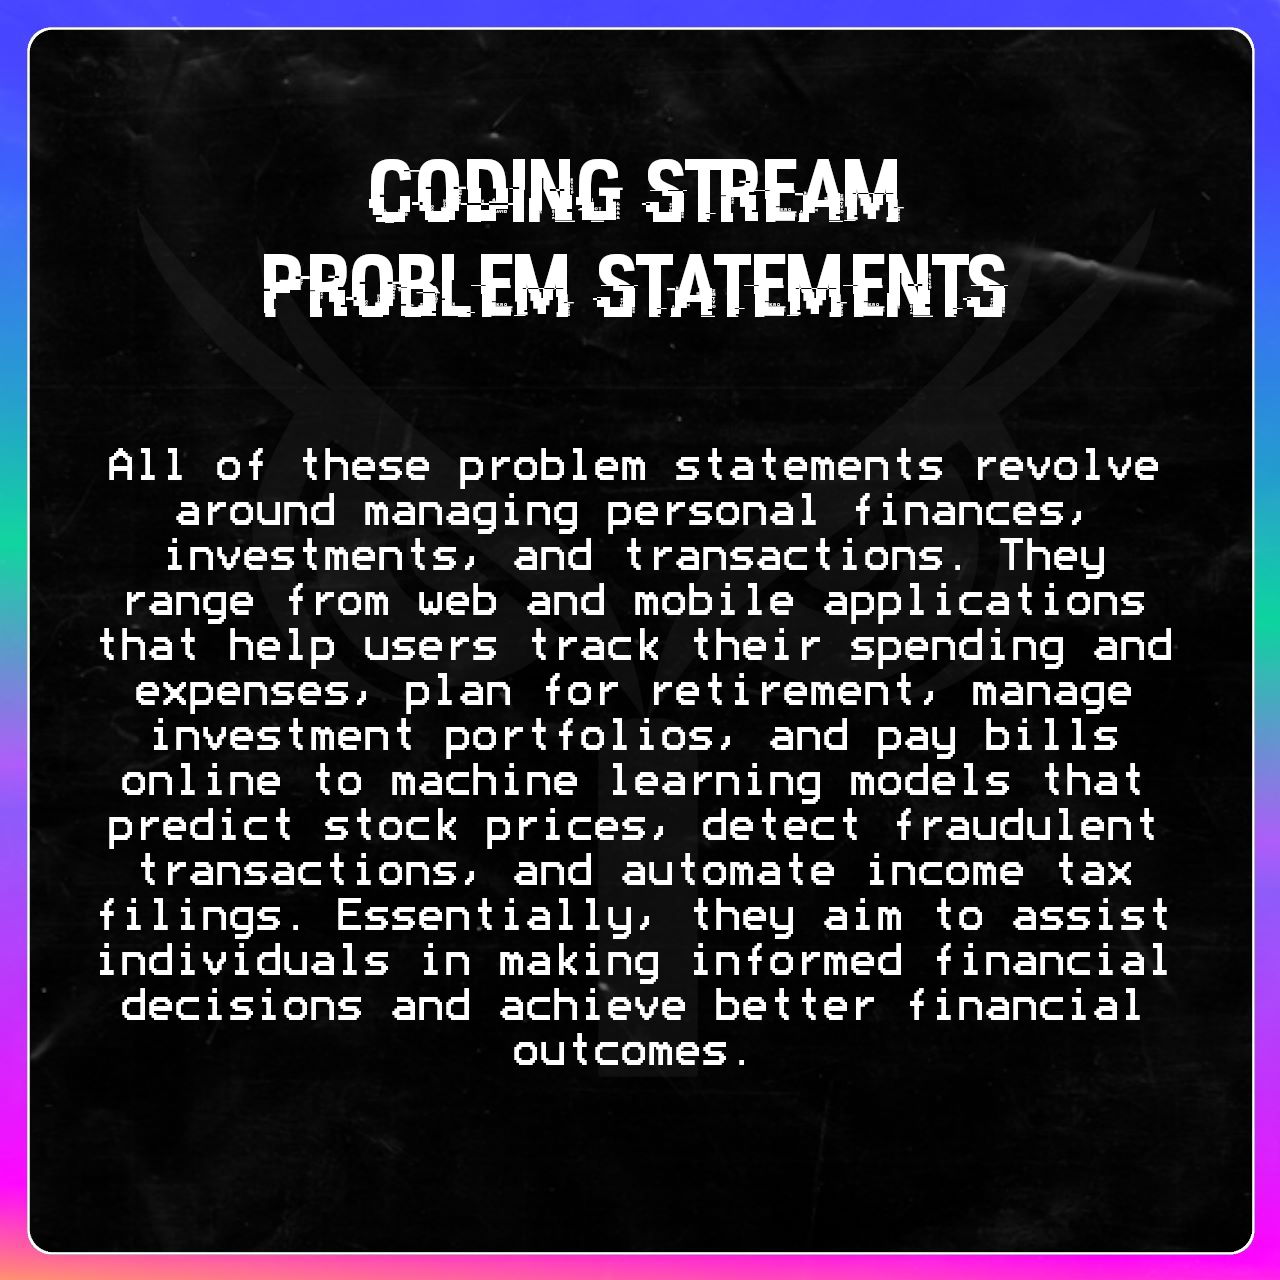 CODING STREAM
PROBLEM STATEMENTS
All of these problem statements revolve
around managing personal finances,
investments, and transactions. They
range from web and mobile applications
that help users track their spending and
expenses, plan for retirement, manage
investment portfolios, and pay bills
online to machine learning models that
predict stock prices, detect fraudulent
transactions, and automate income tax
filings. Essentially, they aim to assist
individuals in making informed financial
decisions and achieve better financial
outcomes.